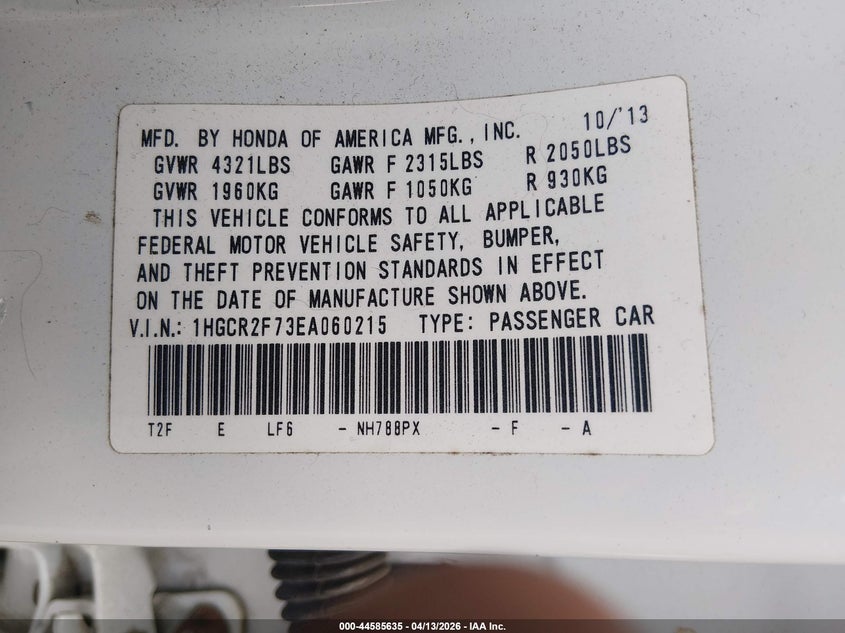 MFD. BY HONDA OF AMERICA MFG., INC. 10/'13
GVWR 4321LBS GAWR F 2315LBS R 2050LBS
GVWR 1960KG GAWR F 1050KG R 930KG
THIS VEHICLE CONFORMS TO ALL APPLICABLE
FEDERAL MOTOR VEHICLE SAFETY, BUMPER,
AND THEFT PREVENTION STANDARDS IN EFFECT
ON THE DATE OF MANUFACTURE SHOWN ABOVE.
V.I.N.: 1HGCR2F73EA060215 TYPE: PASSENGER CAR
T2F E LF6 - NH788PX - F - A
000-44585635 - 04/13/2026 - IAA Inc.